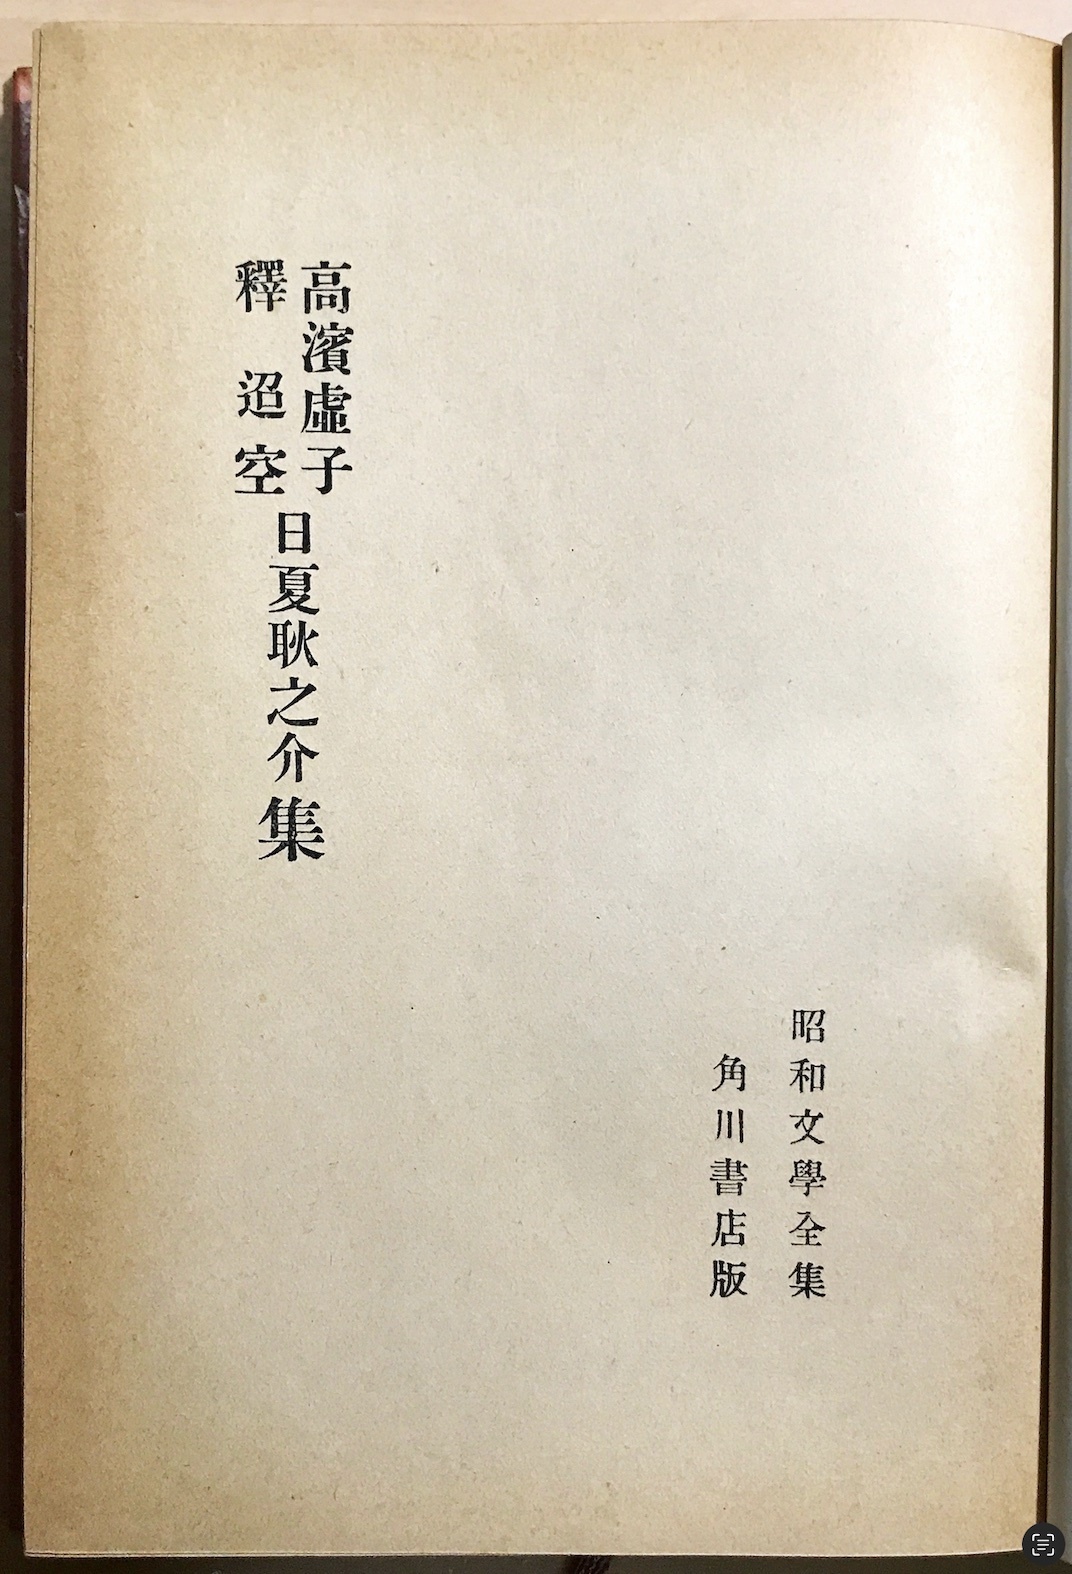 昭和文學全集
角川書店版
高濱虛子
釋迢空
日夏耿之介集